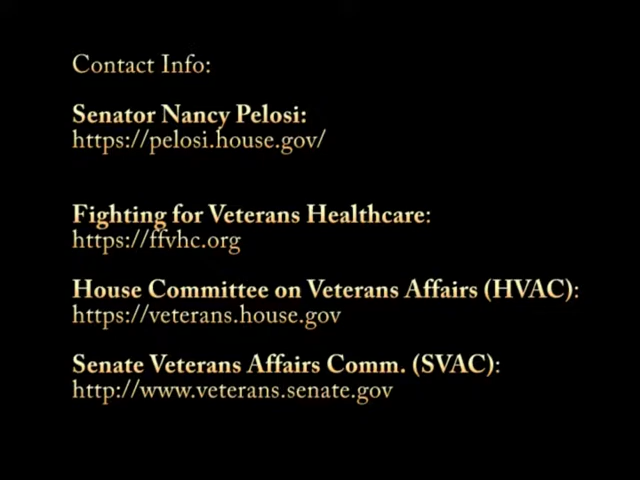 Contact Info:
Senator Nancy Pelosi:
https://pelosi.house.gov/
Fighting for Veterans Healthcare:
https://ffvhc.org
House Committee on Veterans Affairs (HVAC):
https://veterans.house.gov
Senate Veterans Affairs Comm. (SVAC):
http://www.veterans.senate.gov